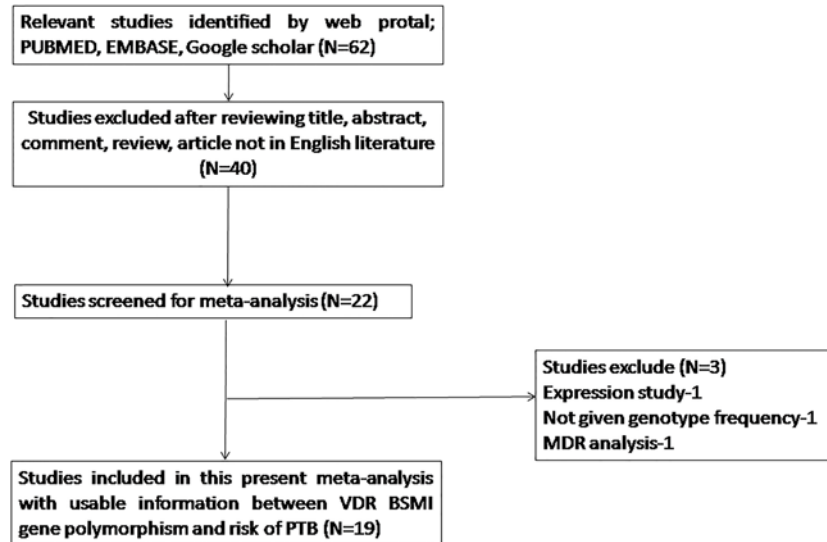 Relevant studies identified by web protal;
PUBMED, EMBASE, Google scholar (N=62)
Studies excluded after reviewing title, abstract,
comment, review, article not in English literature
(N=40)
Studies screened for meta-analysis (N=22)
Studies exclude (N=3)
Expression study-1
Not given genotype frequency-1
MDR analysis-1
Studies included in this present meta-analysis
with usable information between VDR BSMI
gene polymorphism and risk of PTB (N=19)